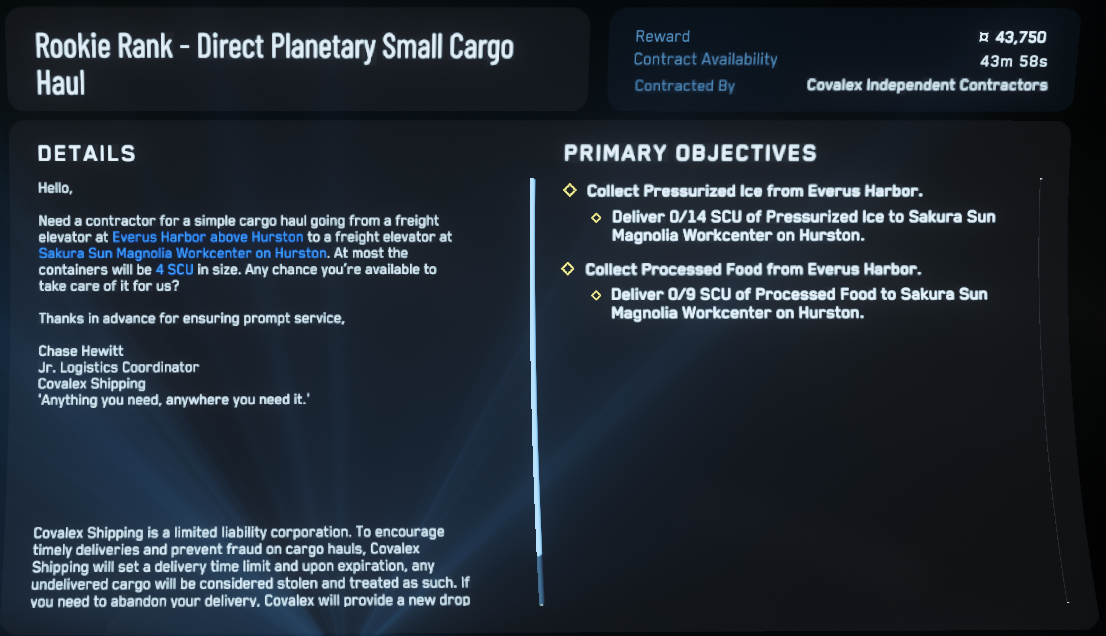 Rookie Rank - Direct Planetary Small Cargo
Haul
Reward ¤ 43,750
Contract Availability 43m 58s
Contracted By Covalex Independent Contractors
DETAILS
Hello,
Need a contractor for a simple cargo haul going from a freight
elevator at Everus Harbor above Hurston to a freight elevator at
Sakura Sun Magnolia Workcenter on Hurston. At most the
containers will be 4 SCU in size. Any chance you're available to
take care of it for us?
Thanks in advance for ensuring prompt service,
Chase Hewitt
Jr. Logistics Coordinator
Covalex Shipping
'Anything you need, anywhere you need it.'
Covalex Shipping is a limited liability corporation. To encourage
timely deliveries and prevent fraud on cargo hauls, Covalex
Shipping will set a delivery time limit and upon expiration, any
undelivered cargo will be considered stolen and treated as such. If
you need to abandon your delivery, Covalex will provide a new drop
PRIMARY OBJECTIVES
Collect Pressurized Ice from Everus Harbor.
Deliver 0/14 SCU of Pressurized Ice to Sakura Sun
Magnolia Workcenter on Hurston.
Collect Processed Food from Everus Harbor.
Deliver 0/9 SCU of Processed Food to Sakura Sun
Magnolia Workcenter on Hurston.